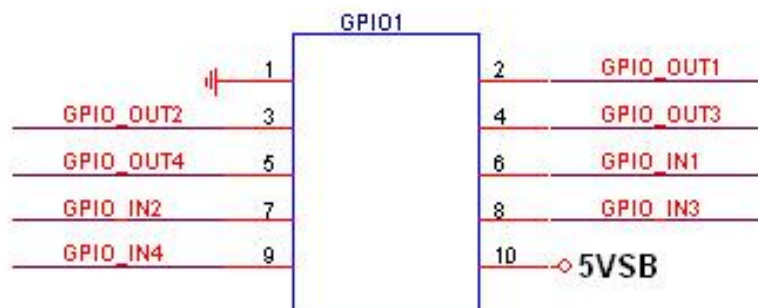 GPIO1
1 2 GPIO_OUT1
GPIO_OUT2 3 4 GPIO_OUT3
GPIO_OUT4 5 6 GPIO_IN1
GPIO_IN2 7 8 GPIO_IN3
GPIO_IN4 9 10 5VSB